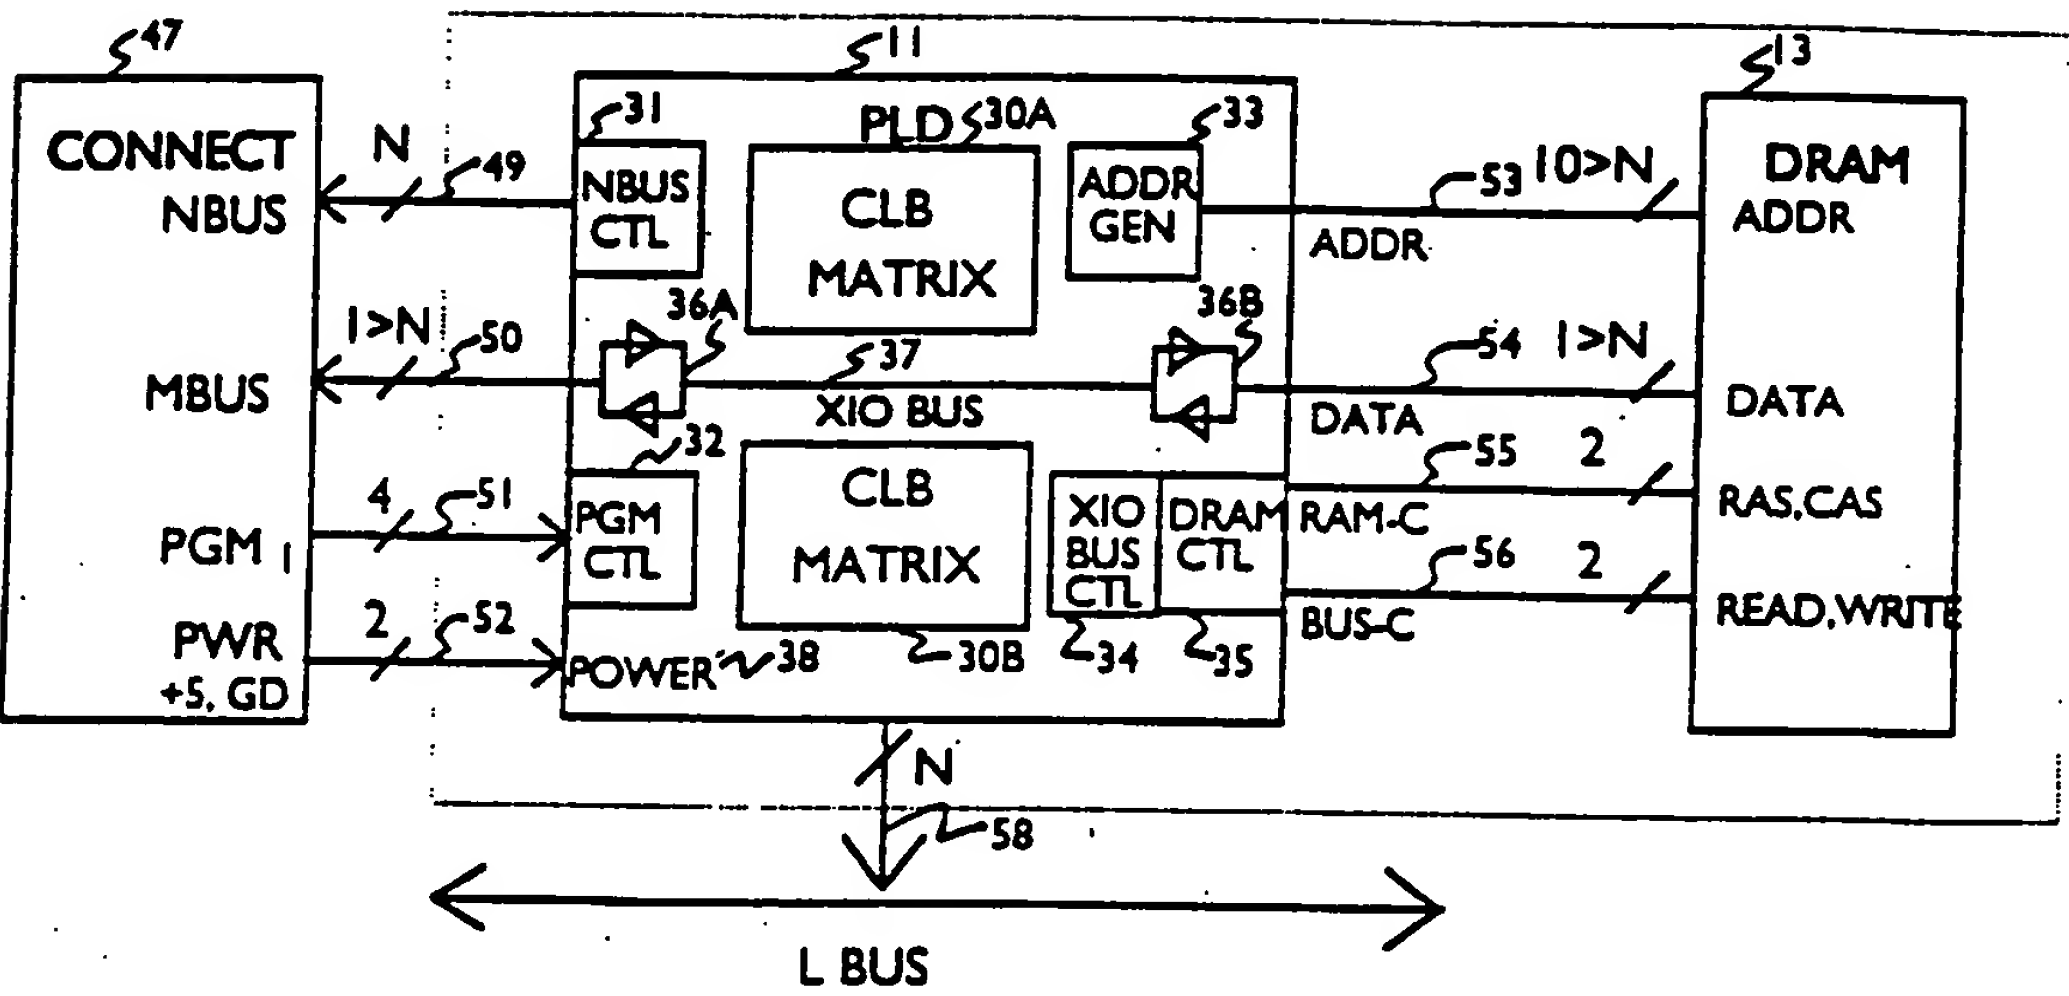 47
CONNECT
NBUS
MBUS
PGM
PWR
+5, GD
N
49
1>N
50
4
51
2
52
11
PLD
31
NBUS
CTL
30A
CLB
MATRIX
33
ADDR
GEN
36A
37
XIO BUS
36B
32
PGM
CTL
CLB
MATRIX
30B
XIO
BUS
CTL
34
DRAM
CTL
35
POWER
38
53
10>N
ADDR
54
1>N
DATA
55
2
RAM-C
56
2
BUS-C
13
DRAM
ADDR
DATA
RAS,CAS
READ,WRITE
N
58
L BUS